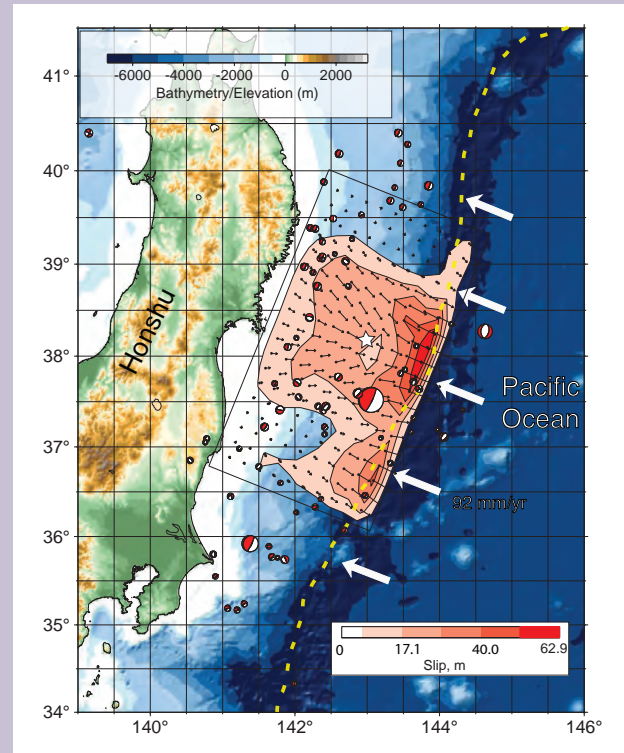 -6000 -4000 -2000 0 2000
Bathymetry/Elevation (m)
41°
40°
39°
38°
37°
36°
35°
34°
Honshu
Pacific
Ocean
92 mm/yr
0 17.1 40.0 62.9
Slip, m
140° 142° 144° 146°